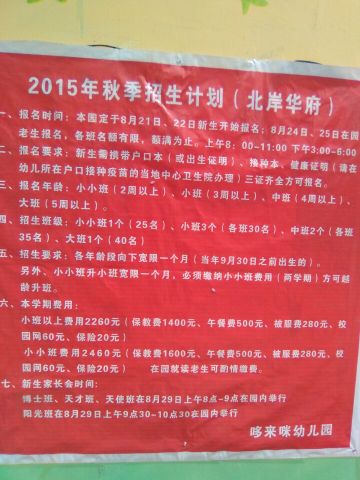 2015年秋季招生计划（北岸华府）
一、报名时间：本园定于8月21日、22日新生开始报名；8月24日、25日在园
老生报名，各班名额有限，额满为止。上午8：00-11:00 下午3:00-6:00
二、报名要求：新生需携带户口本（或出生证明）、接种本、健康证明（请在
幼儿所在户口接种疫苗的当地中心卫生院办理）三证齐全方可报名。
三、报名年龄：小小班（2周以上）、小班（3周以上）、中班（4周以上）、
大班（5周以上）。
四、招生班级：小小班1个（25名）、小班3个（各班30名）、中班2个（各班
35名）、大班1个（40名）
五、招生要求：各年龄段向下宽限一个月（当年9月30日之前出生的）。
另外、小小班升小班宽限一个月，必须缴纳小小班费用（两学期）方可越
龄升班。
六、本学期费用：
小班以上费用2260元（保教费1400元、午餐费500元、被服费280元、校
园网60元、保险20元）
小小班费用2460元（保教费1600元、午餐费500元、被服费280元、校
园网60元、保险20元） 在园就读老生可酌情缴费。
七、新生家长会时间：
博士班、天才班、天使班在8月29日上午8点-9点在园内举行
阳光班在8月29日上午9点30-10点30在园内举行
哆来咪幼儿园